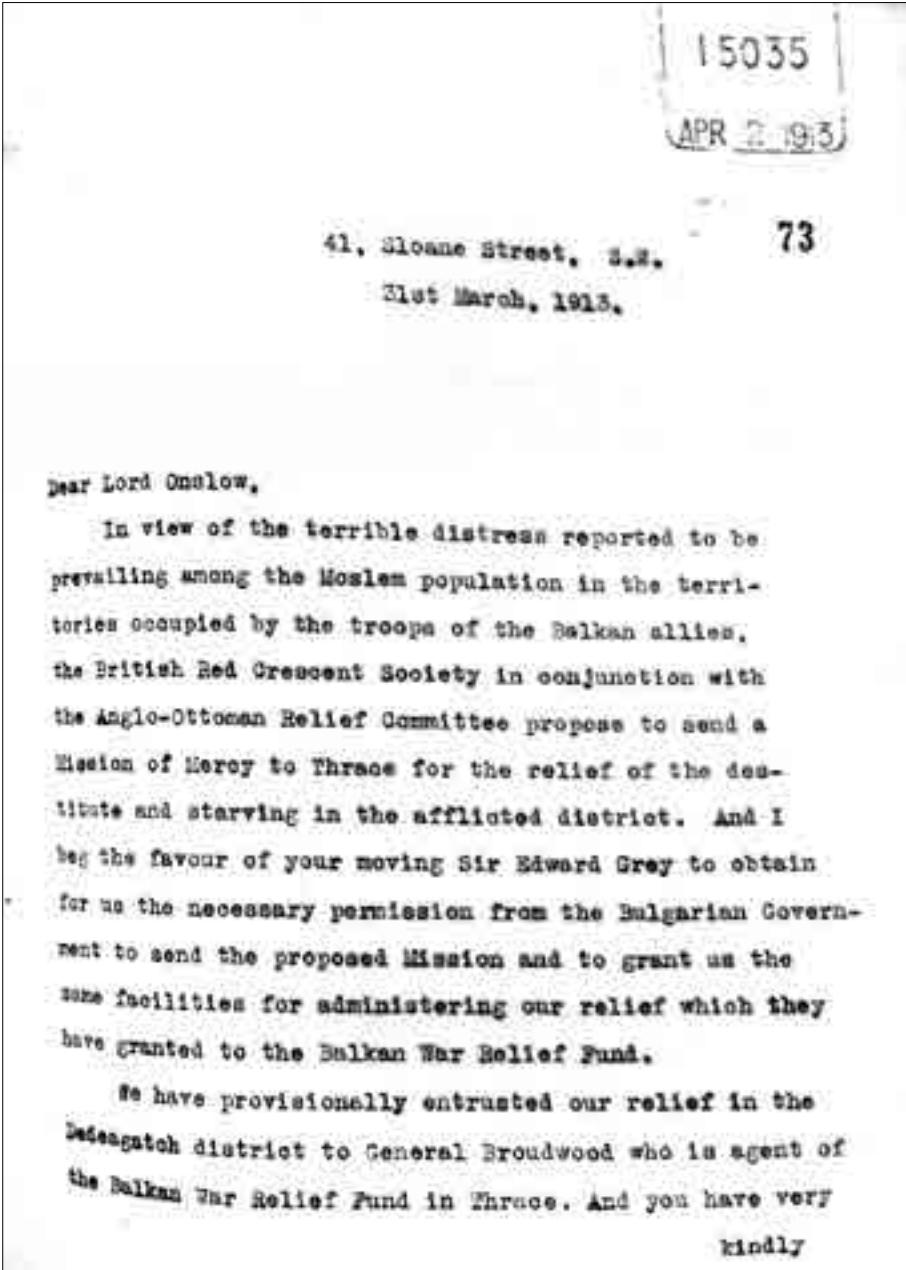 15035
APR 2 1913
73
41, Sloane Street, S.W.
31st March, 1913.
Dear Lord Onslow,
In view of the terrible distress reported to be
prevailing among the Moslem population in the terri-
tories occupied by the troops of the Balkan allies,
the British Red Crescent Society in conjunction with
the Anglo-Ottoman Relief Committee propose to send a
Mission of Mercy to Thrace for the relief of the des-
titute and starving in the afflicted district. And I
beg the favour of your moving Sir Edward Grey to obtain
for us the necessary permission from the Bulgarian Govern-
ment to send the proposed Mission and to grant us the
same facilities for administering our relief which they
have granted to the Balkan War Relief Fund.
We have provisionally entrusted our relief in the
Dedeagatch district to General Broudwood who is agent of
the Balkan War Relief Fund in Thrace. And you have very
kindly